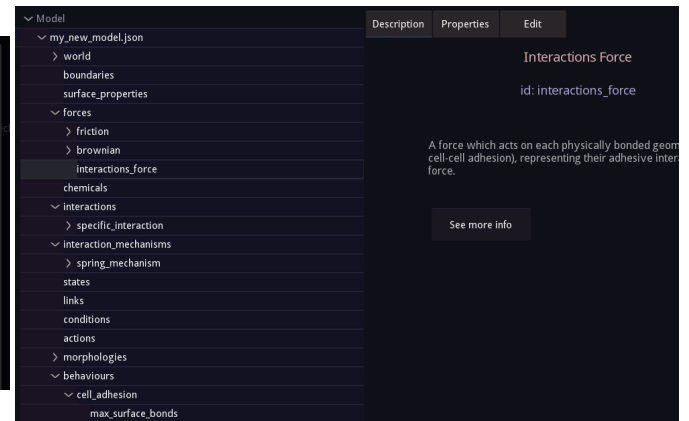 Model
my_new_model.json
world
boundaries
surface_properties
forces
friction
brownian
interactions_force
chemicals
interactions
specific_interaction
interaction_mechanisms
spring_mechanism
states
links
conditions
actions
morphologies
behaviours
cell_adhesion
max_surface_bonds
Description Properties Edit
Interactions Force
id: interactions_force
A force which acts on each physically bonded geom
cell-cell adhesion), representing their adhesive inter
force.
See more info